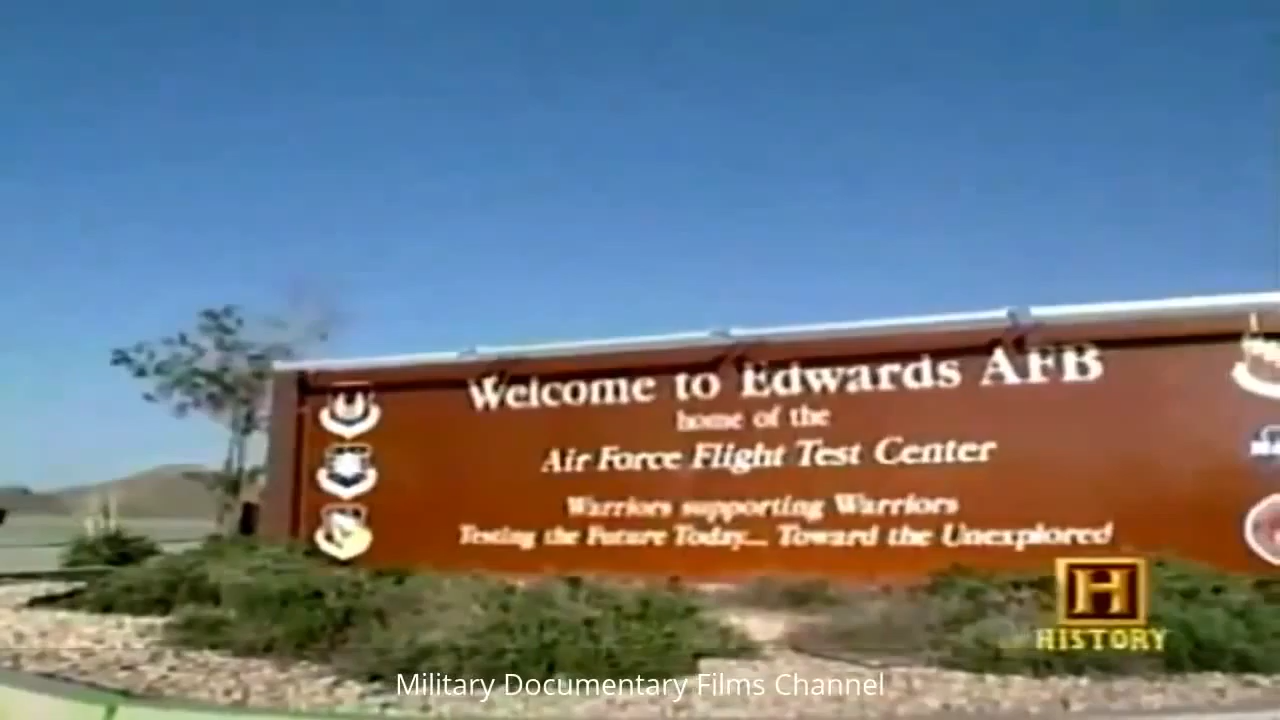 Welcome to Edwards AFB
home of the
Air Force Flight Test Center
Warriors supporting Warriors
Testing the Future Today... Toward the Unexplored
H
HISTORY
Military Documentary Films Channel